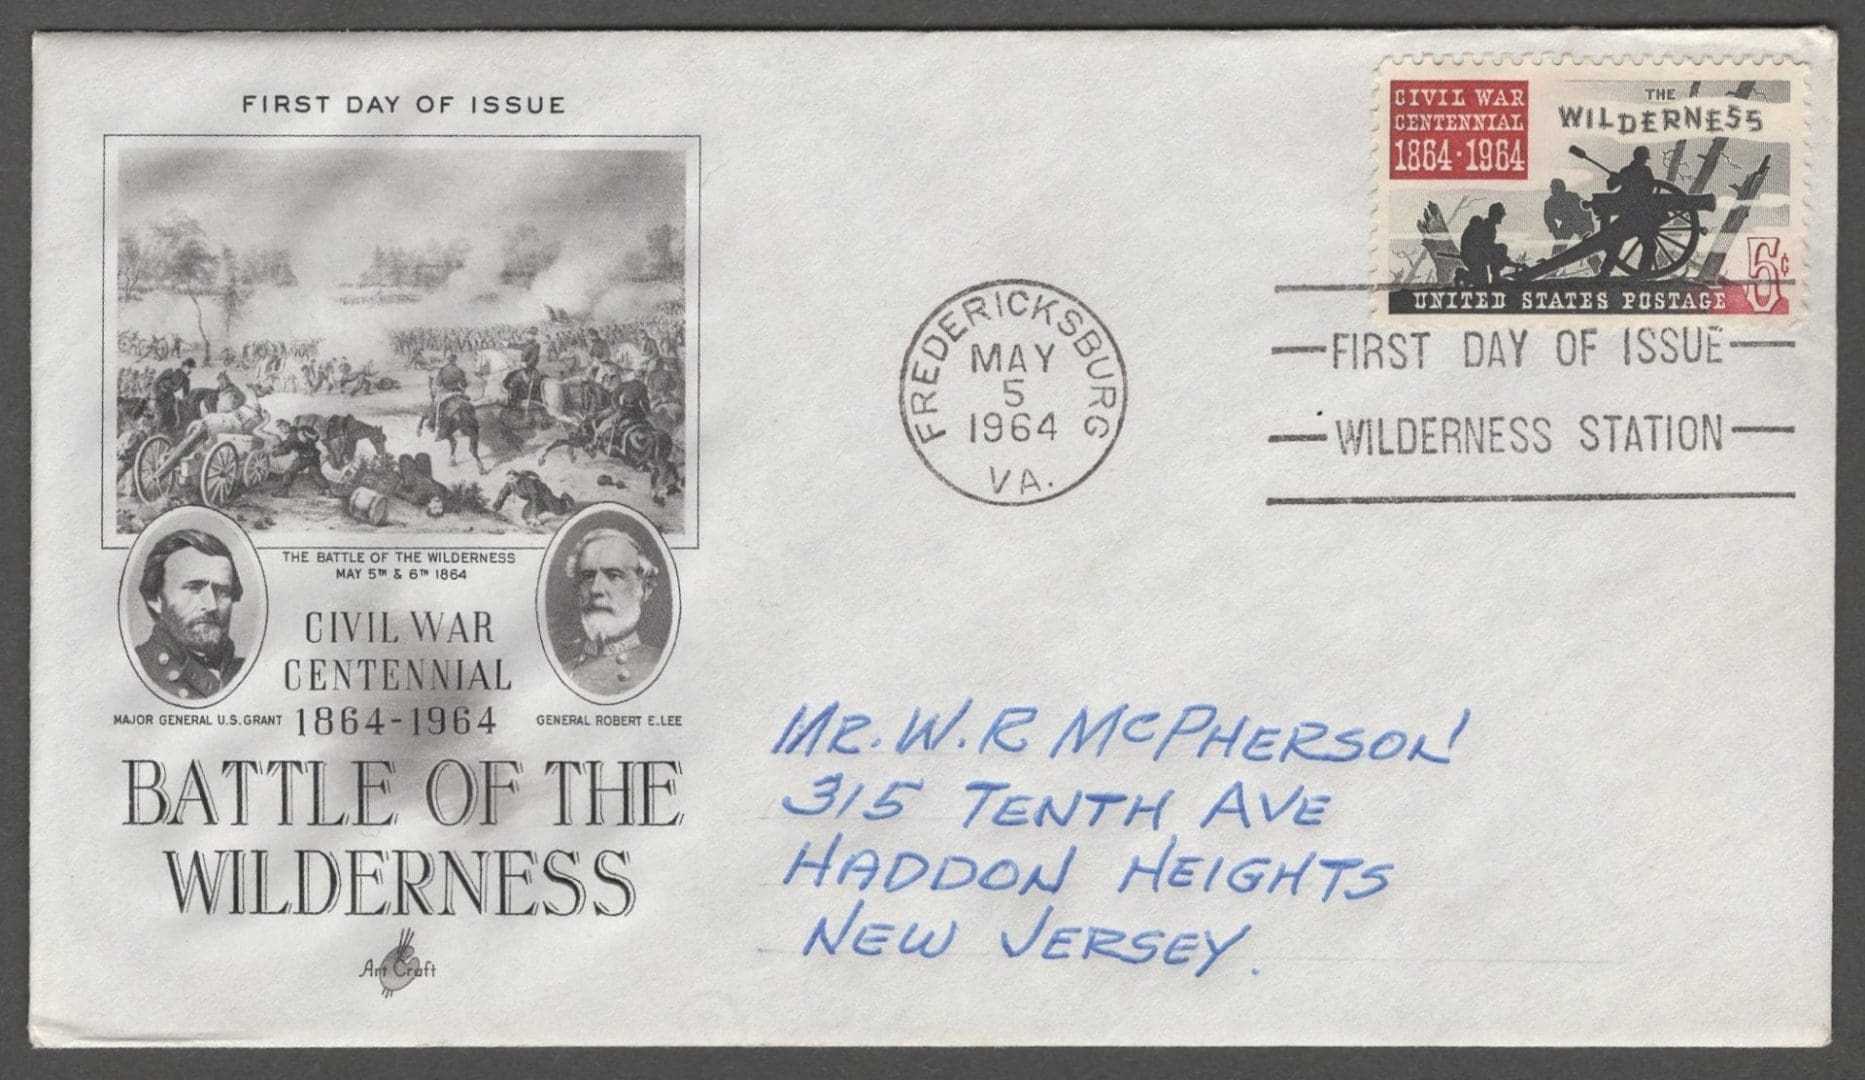 FIRST DAY OF ISSUE
THE BATTLE OF THE WILDERNESS
MAY 5TH & 6TH 1864
CIVIL WAR
CENTENNIAL
1864-1964
MAJOR GENERAL U.S. GRANT
GENERAL ROBERT E. LEE
BATTLE OF THE
WILDERNESS
Art Craft
CIVIL WAR
CENTENNIAL
1864·1964
THE
WILDERNESS
5¢
UNITED STATES POSTAGE
FREDERICKSBURG
MAY
5
1964
VA.
FIRST DAY OF ISSUE
WILDERNESS STATION
MR. W. R MCPHERSON
315 TENTH AVE
HADDON HEIGHTS
NEW JERSEY.